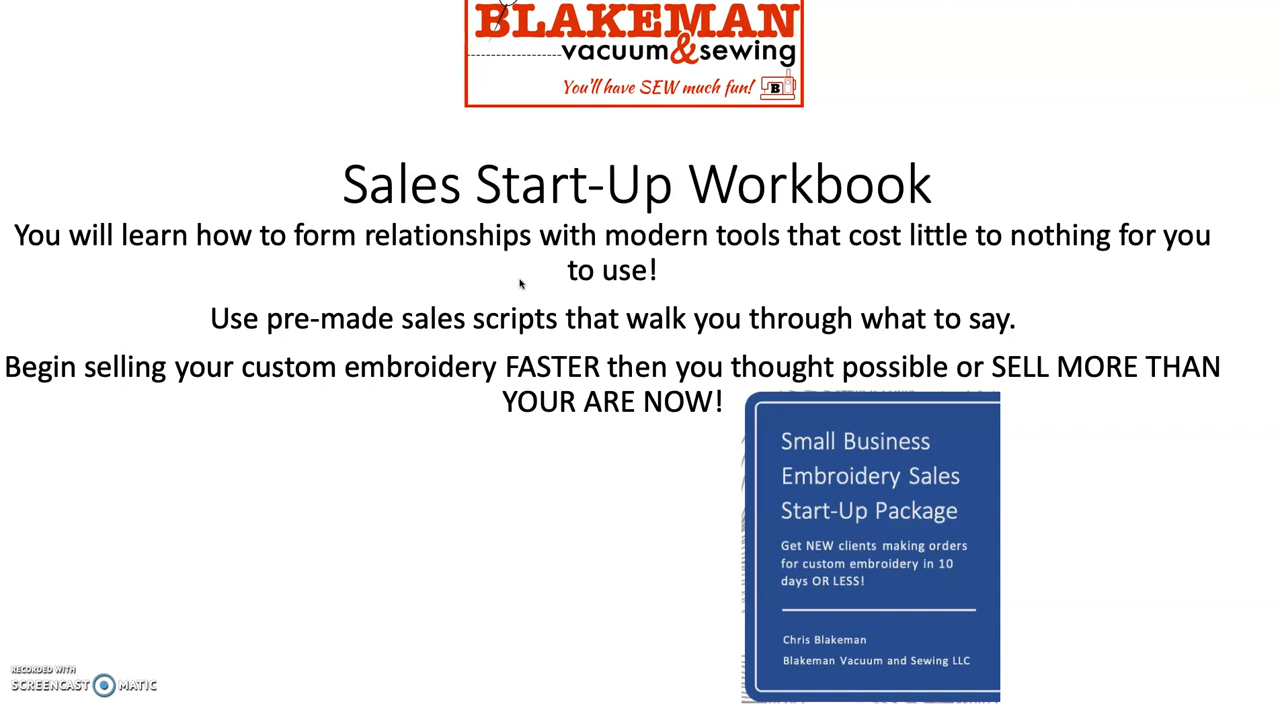 BLAKEMAN
vacuum&sewing
You'll have SEW much fun!
B
Sales Start-Up Workbook
You will learn how to form relationships with modern tools that cost little to nothing for you
to use!
Use pre-made sales scripts that walk you through what to say.
Begin selling your custom embroidery FASTER then you thought possible or SELL MORE THAN
YOUR ARE NOW!
Small Business
Embroidery Sales
Start-Up Package
Get NEW clients making orders
for custom embroidery in 10
days OR LESS!
Chris Blakeman
Blakeman Vacuum and Sewing LLC
RECORDED WITH
SCREENCAST MATIC